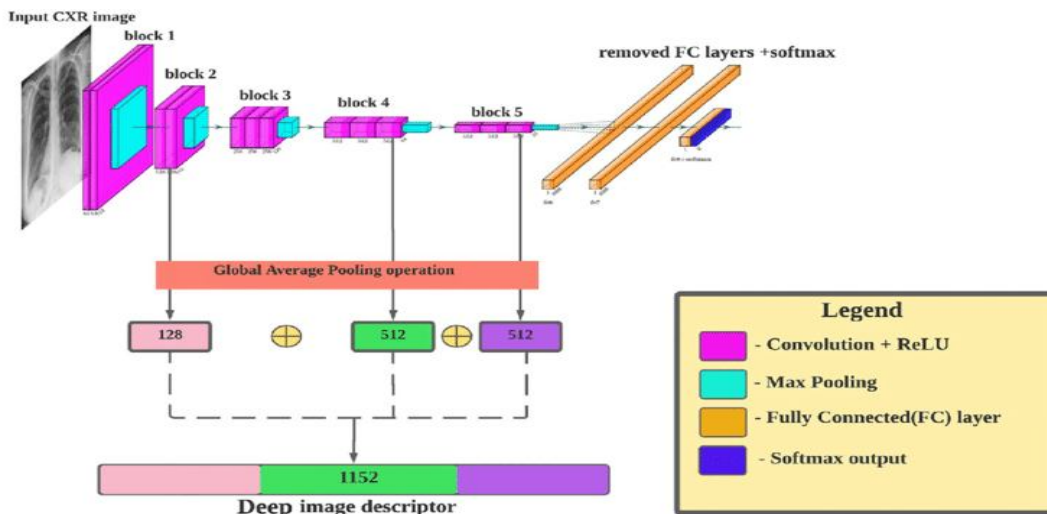 Input CXR image
block 1
block 2
block 3
block 4
block 5
removed FC layers +softmax
Global Average Pooling operation
128
512
512
1152
Deep image descriptor
Legend
- Convolution + ReLU
- Max Pooling
- Fully Connected(FC) layer
- Softmax output